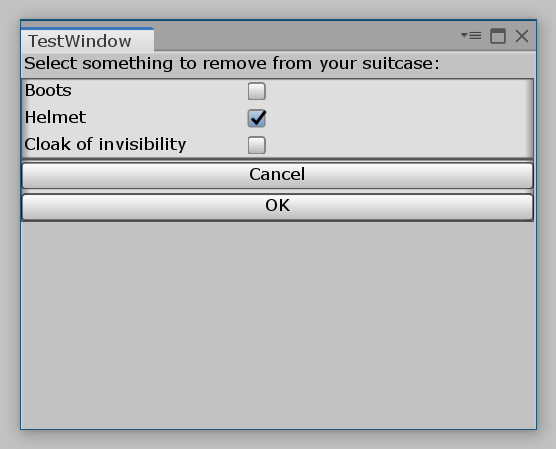 TestWindow
Select something to remove from your suitcase:
Boots
Helmet
Cloak of invisibility
Cancel
OK